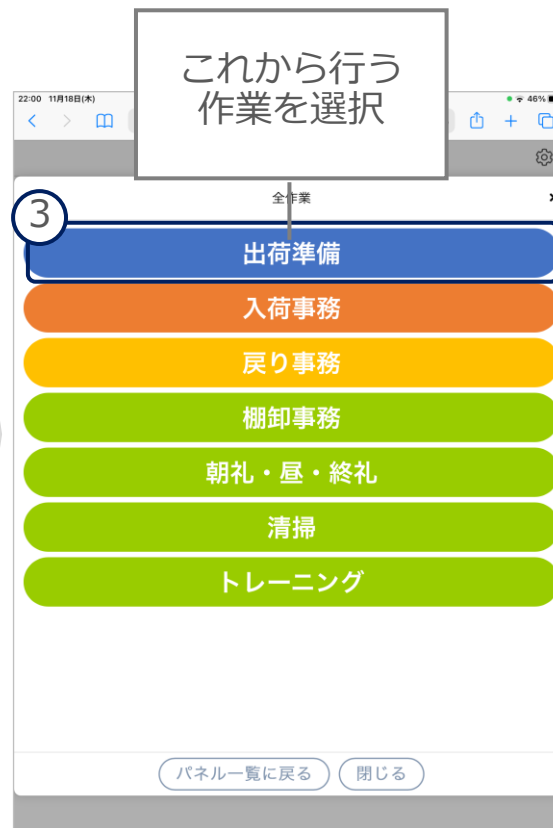 これから行う
作業を選択
22:00 11月18日(木)
46%
全作業
3
出荷準備
入荷事務
戻り事務
棚卸事務
朝礼・昼・終礼
清掃
トレーニング
パネル一覧に戻る 閉じる